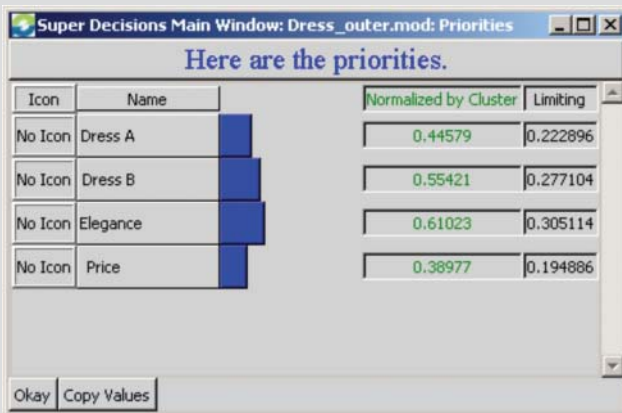 Super Decisions Main Window: Dress_outer.mod: Priorities
Here are the priorities.
Icon Name Normalized by Cluster Limiting
No Icon Dress A 0.44579 0.222896
No Icon Dress B 0.55421 0.277104
No Icon Elegance 0.61023 0.305114
No Icon Price 0.38977 0.194886
Okay Copy Values